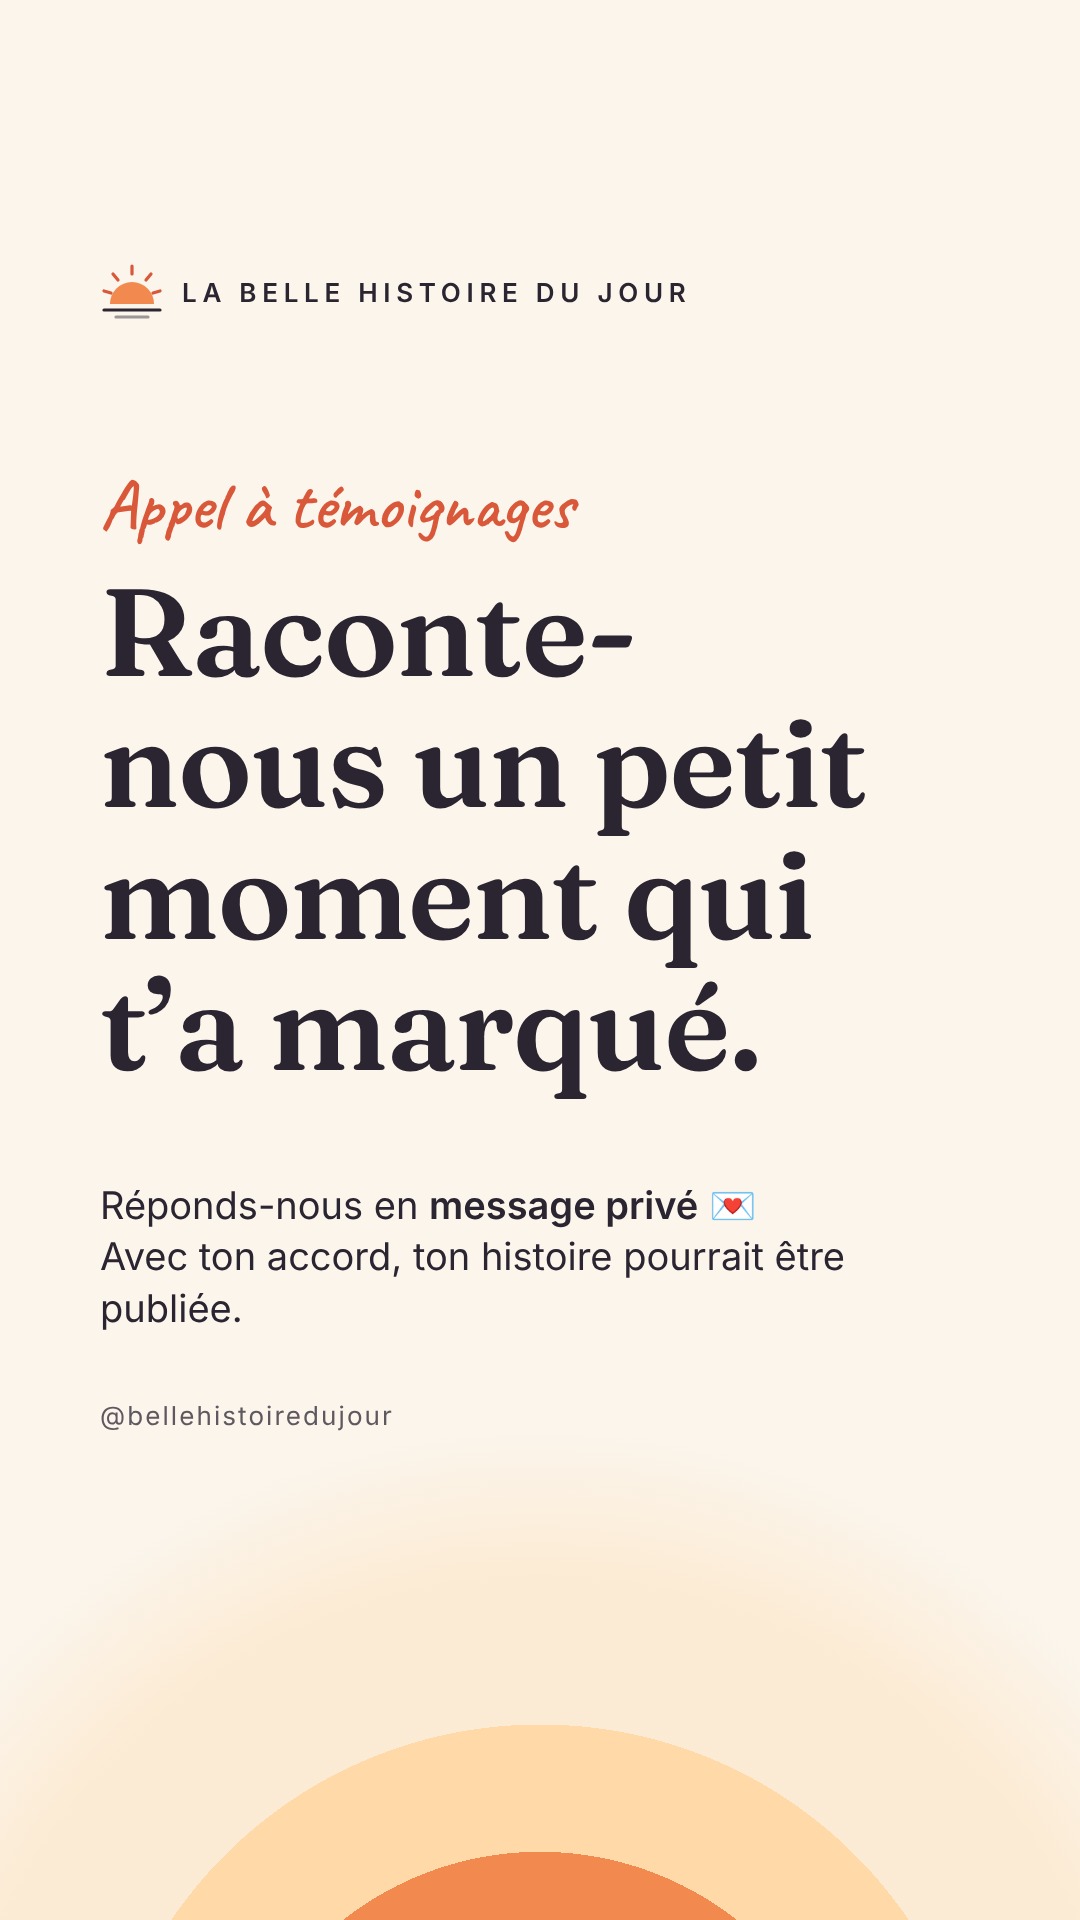 LA BELLE HISTOIRE DU JOUR
Appel à témoignages
Raconte-
nous un petit
moment qui
t’a marqué.
Réponds-nous en message privé 💌
Avec ton accord, ton histoire pourrait être
publiée.
@bellehistoiredujour